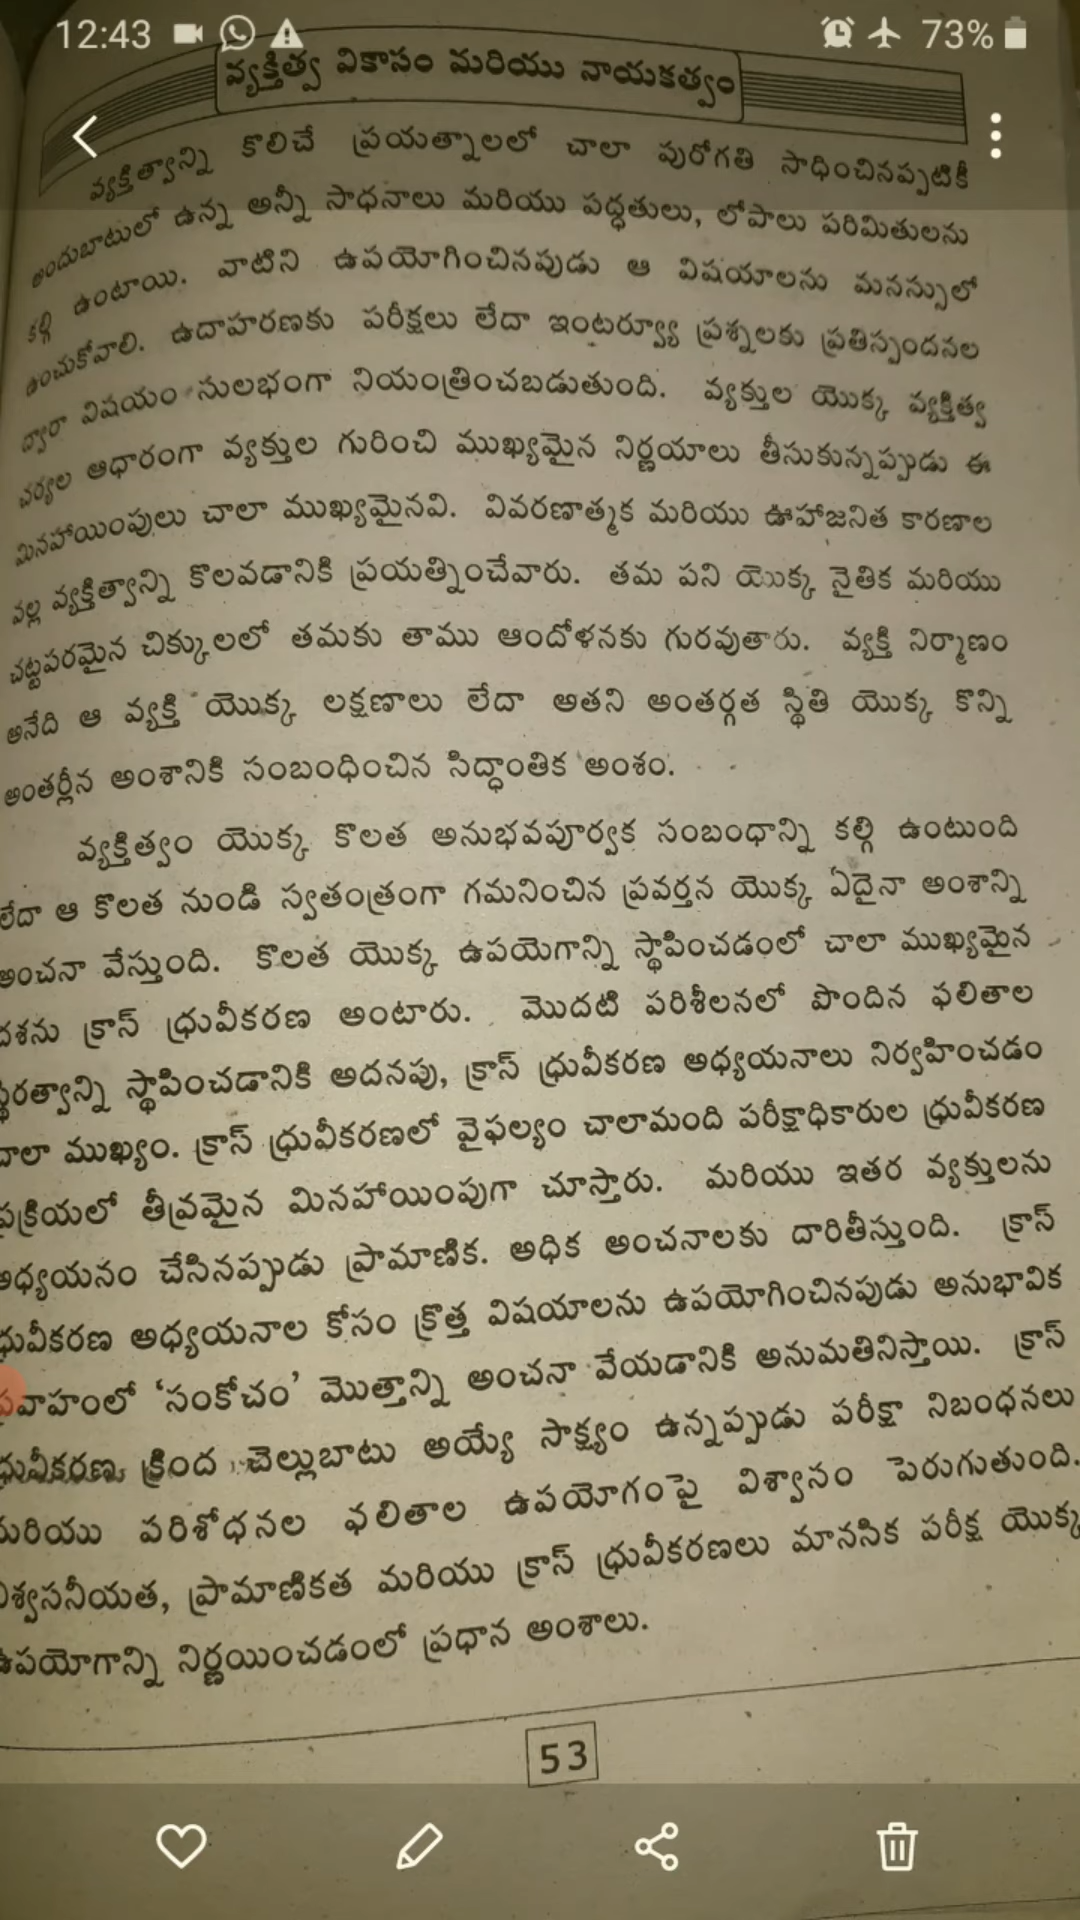 12:43
73%
వ్యక్తిత్వ వికాసం మరియు నాయకత్వం
వ్యక్తిత్వాన్ని కొలిచే ప్రయత్నాలలో చాలా పురోగతి సాధించినప్పటికీ
అందుబాటులో ఉన్న అన్నీ సాధనాలు మరియు పద్ధతులు, లోపాలు పరిమితులను
కల్గి ఉంటాయి. వాటిని ఉపయోగించినపుడు ఆ విషయాలను మనస్సులో
ఉంచుకోవాలి. ఉదాహరణకు పరీక్షలు లేదా ఇంటర్వ్యూ ప్రశ్నలకు ప్రతిస్పందనల
ద్వారా విషయం సులభంగా నియంత్రించబడుతుంది. వ్యక్తుల యొక్క వ్యక్తిత్వ
చర్యల ఆధారంగా వ్యక్తుల గురించి ముఖ్యమైన నిర్ణయాలు తీసుకున్నప్పుడు ఈ
మినహాయింపులు చాలా ముఖ్యమైనవి. వివరణాత్మక మరియు ఊహాజనిత కారణాల
వల్ల వ్యక్తిత్వాన్ని కొలవడానికి ప్రయత్నించేవారు. తమ పని యొక్క నైతిక మరియు
చట్టపరమైన చిక్కులలో తమకు తాము ఆందోళనకు గురవుతారు. వ్యక్తి నిర్మాణం
అనేది ఆ వ్యక్తి యొక్క లక్షణాలు లేదా అతని అంతర్గత స్థితి యొక్క కొన్ని
అంతర్లీన అంశానికి సంబంధించిన సిద్ధాంతిక అంశం.
వ్యక్తిత్వం యొక్క కొలత అనుభవపూర్వక సంబంధాన్ని కల్గి ఉంటుంది
లేదా ఆ కొలత నుండి స్వతంత్రంగా గమనించిన ప్రవర్తన యొక్క ఏదైనా అంశాన్ని
అంచనా వేస్తుంది. కొలత యొక్క ఉపయెగాన్ని స్థాపించడంలో చాలా ముఖ్యమైన
దశను క్రాస్ ధ్రువీకరణ అంటారు. మొదటి పరిశీలనలో పొందిన ఫలితాల
స్థిరత్వాన్ని స్థాపించడానికి అదనపు, క్రాస్ ధ్రువీకరణ అధ్యయనాలు నిర్వహించడం
చాలా ముఖ్యం. క్రాస్ ధ్రువీకరణలో వైఫల్యం చాలామంది పరీక్షాధికారుల ధ్రువీకరణ
ప్రక్రియలో తీవ్రమైన మినహాయింపుగా చూస్తారు. మరియు ఇతర వ్యక్తులను
అధ్యయనం చేసినప్పుడు ప్రామాణిక. అధిక అంచనాలకు దారితీస్తుంది. క్రాస్
ధ్రువీకరణ అధ్యయనాల కోసం క్రొత్త విషయాలను ఉపయోగించినపుడు అనుభావిక
ప్రవాహంలో ‘సంకోచం’ మొత్తాన్ని అంచనా వేయడానికి అనుమతినిస్తాయి. క్రాస్
ధ్రువీకరణ క్రింద చెల్లుబాటు అయ్యే సాక్ష్యం ఉన్నప్పుడు పరీక్షా నిబంధనలు
మరియు పరిశోధనల ఫలితాల ఉపయోగంపై విశ్వాసం పెరుగుతుంది.
విశ్వసనీయత, ప్రామాణికత మరియు క్రాస్ ధ్రువీకరణలు మానసిక పరీక్ష యొక్క
ఉపయోగాన్ని నిర్ణయించడంలో ప్రధాన అంశాలు.
53